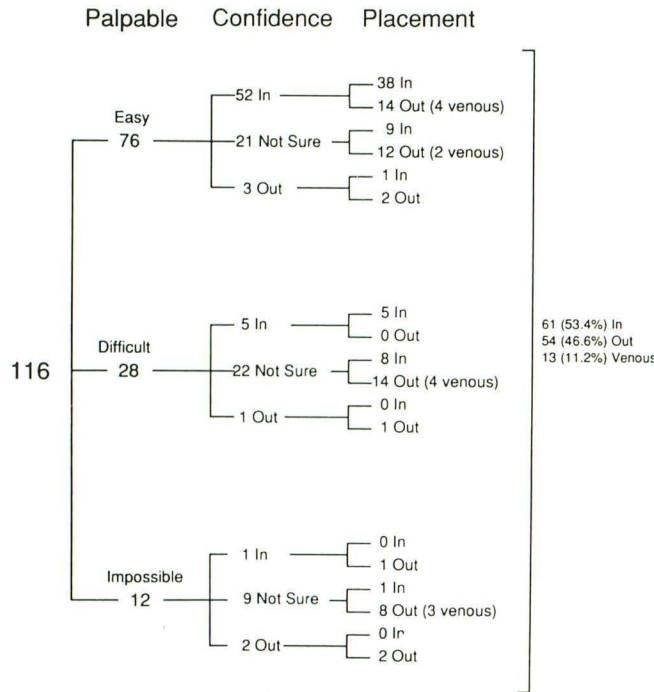 Palpable Confidence Placement
38 In
52 In
14 Out (4 venous)
Easy
9 In
76
21 Not Sure
12 Out (2 venous)
1 In
3 Out
2 Out
5 In
5 In
0 Out
61 (53.4%) In
Difficult
8 In
54 (46.6%) Out
116
28
22 Not Sure
13 (11.2%) Venous
14 Out (4 venous)
0 In
1 Out
1 Out
0 In
1 In
1 Out
Impossible
1 In
12
9 Not Sure
8 Out (3 venous)
0 In
2 Out
2 Out